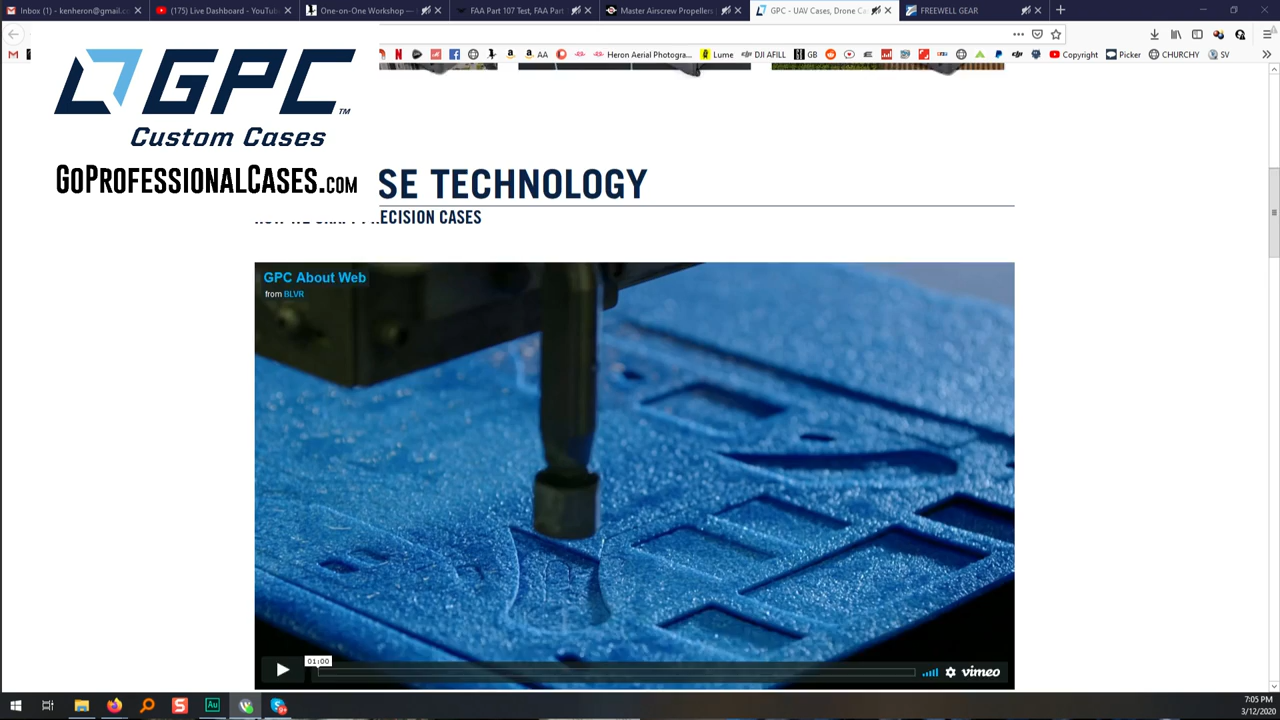 Inbox (1) - kenheron@gmail.c
(175) Live Dashboard - YouTu
One-on-One Workshop —
FAA Part 107 Test, FAA Part
Master Airscrew Propellers
GPC - UAV Cases, Drone Ca
FREEWELL GEAR
AA
Heron Aerial Photogra...
Lume
DJI AFILL
GB
Copyright
Picker
CHURCHY
SV
GPC™
Custom Cases
GoProfessionalCases.com
SE TECHNOLOGY
ECISION CASES
GPC About Web
from BLVR
01:00
vimeo
7:05 PM
3/12/2020